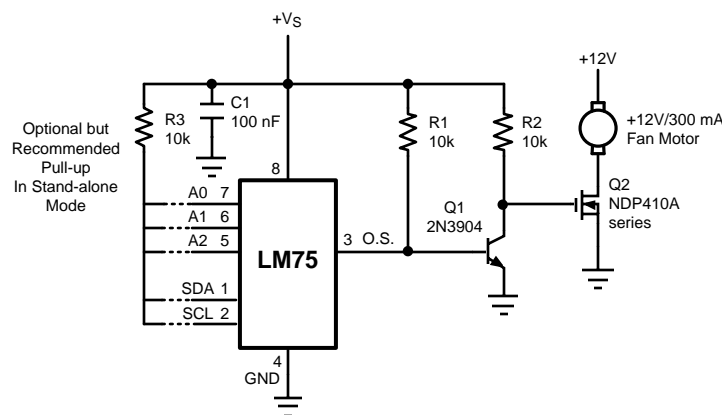 +VS
+12V
R3
10k
C1
100 nF
R1
10k
R2
10k
+12V/300 mA
Fan Motor
Optional but
Recommended
Pull-up
In Stand-alone
Mode
8
Q1
2N3904
Q2
NDP410A
series
A0 7
A1 6
A2 5
LM75
3 O.S.
SDA 1
SCL 2
4
GND